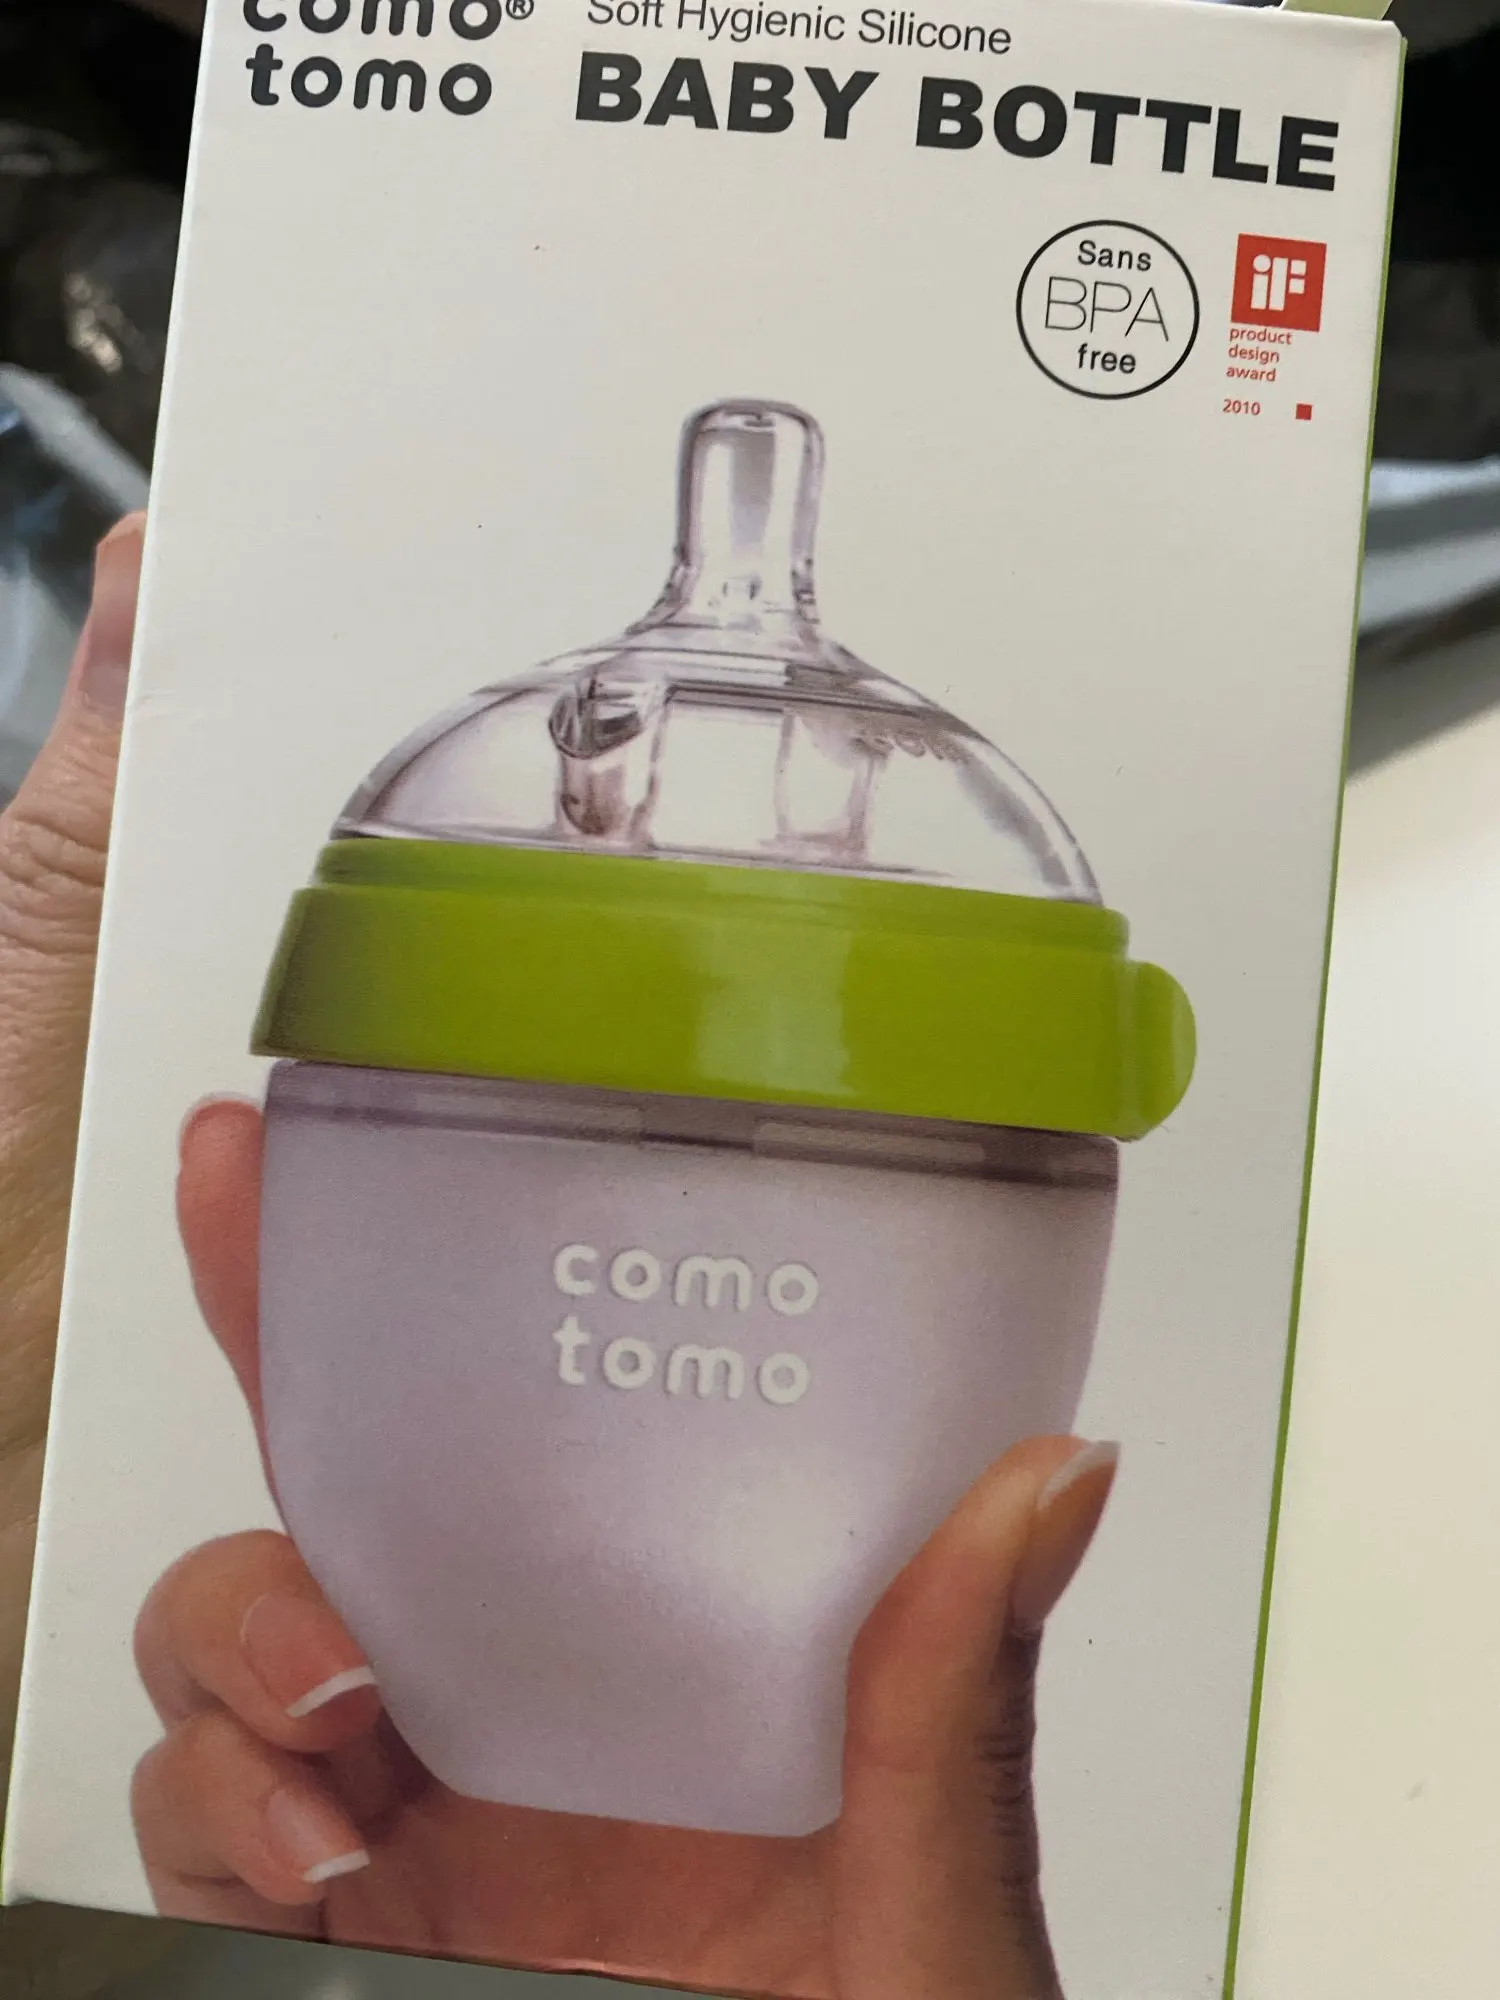 como®
tomo
Soft Hygienic Silicone
BABY BOTTLE
Sans
BPA
free
iF
product
design
award
2010
como
tomo